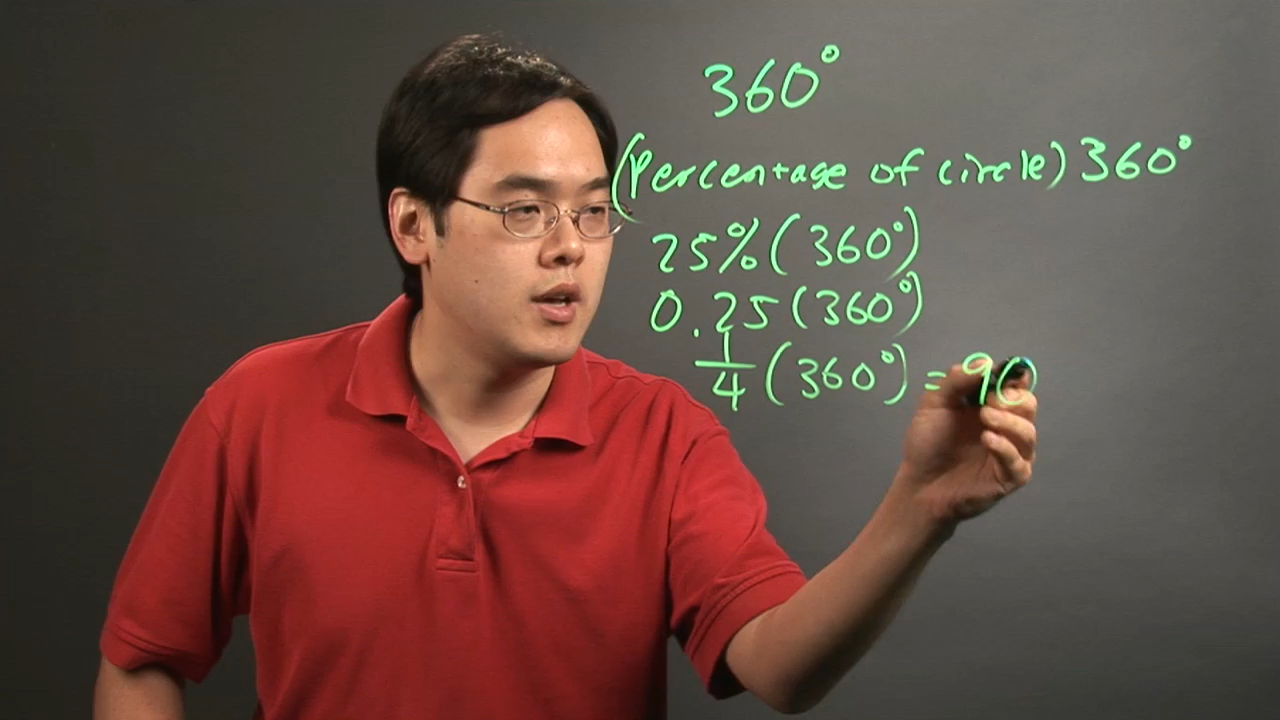 360°
(Percentage of circle) 360°
25% (360°)
0.25 (360°)
1/4 (360°) = 90